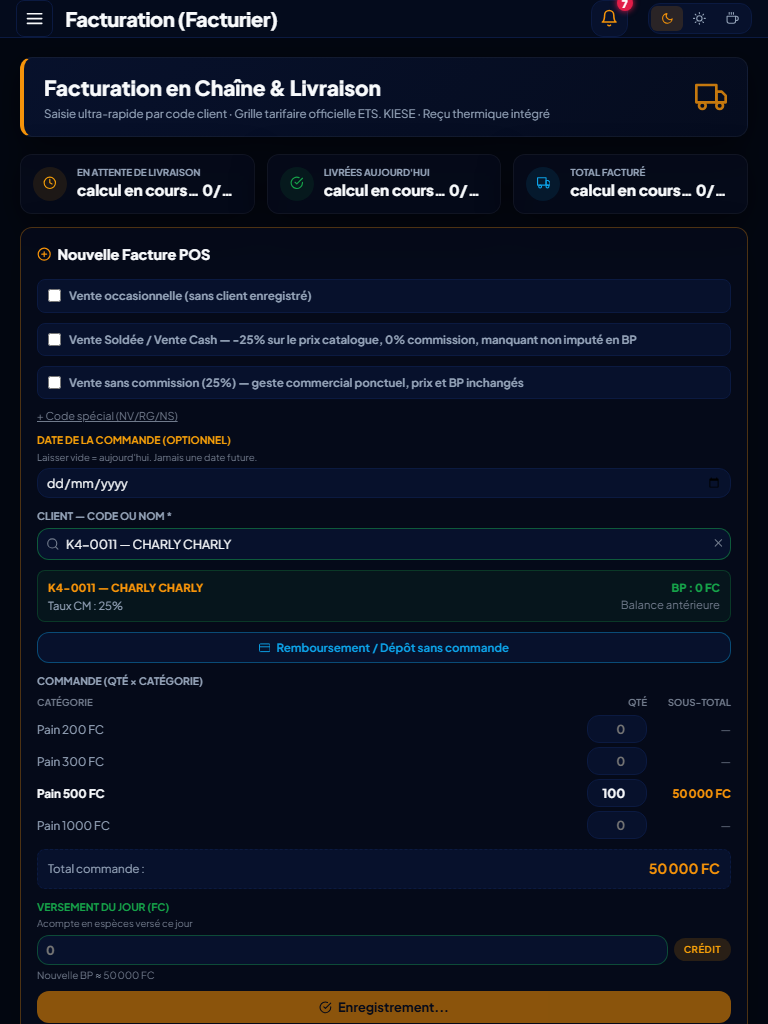 Facturation (Facturier)
7
Facturation en Chaîne & Livraison
Saisie ultra-rapide par code client · Grille tarifaire officielle ETS. KIESE · Reçu thermique intégré
EN ATTENTE DE LIVRAISON
calcul en cours… 0/…
LIVRÉES AUJOURD'HUI
calcul en cours… 0/…
TOTAL FACTURÉ
calcul en cours… 0/…
Nouvelle Facture POS
Vente occasionnelle (sans client enregistré)
Vente Soldée / Vente Cash — -25% sur le prix catalogue, 0% commission, manquant non imputé en BP
Vente sans commission (25%) — geste commercial ponctuel, prix et BP inchangés
+ Code spécial (NV/RG/NS)
DATE DE LA COMMANDE (OPTIONNEL)
Laisser vide = aujourd'hui. Jamais une date future.
dd/mm/yyyy
CLIENT — CODE OU NOM *
K4-0011 — CHARLY CHARLY
K4-0011 — CHARLY CHARLY BP : 0 FC
Taux CM : 25% Balance antérieure
Remboursement / Dépôt sans commande
COMMANDE (QTÉ × CATÉGORIE)
CATÉGORIE QTÉ SOUS-TOTAL
Pain 200 FC 0 —
Pain 300 FC 0 —
Pain 500 FC 100 50 000 FC
Pain 1000 FC 0 —
Total commande : 50 000 FC
VERSEMENT DU JOUR (FC)
Acompte en espèces versé ce jour
0 CRÉDIT
Nouvelle BP ≈ 50 000 FC
Enregistrement…